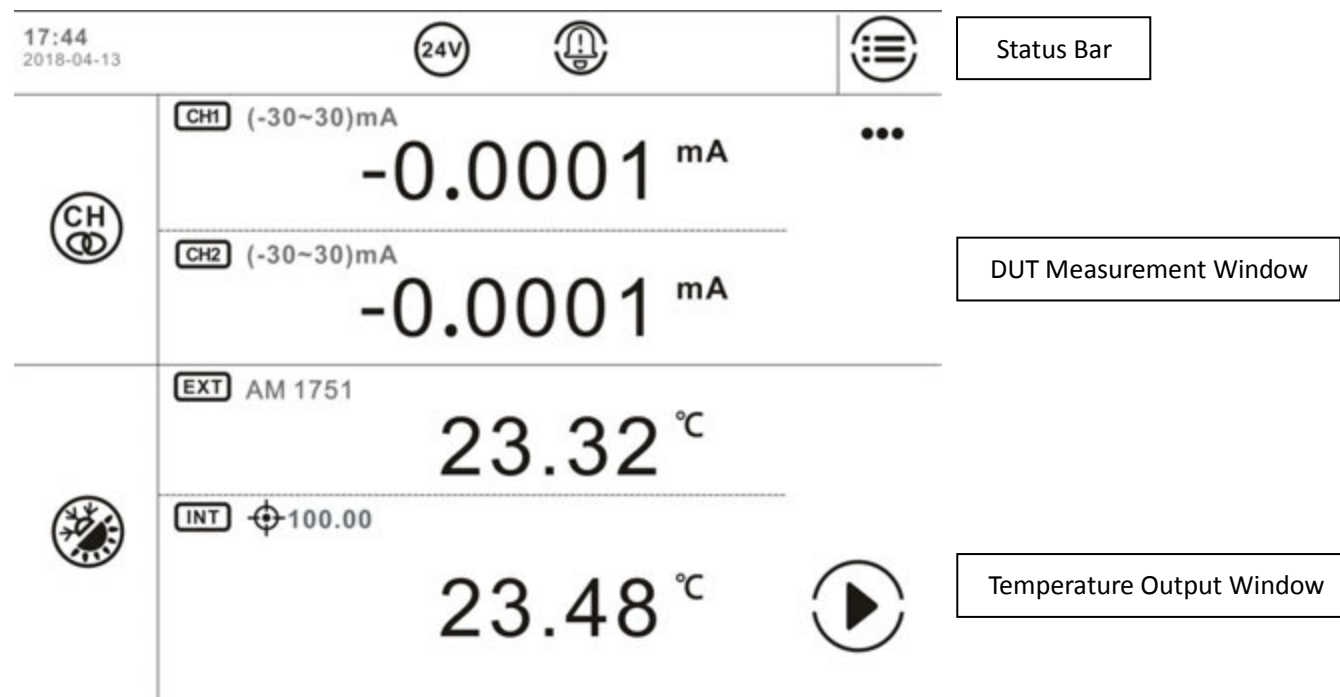 17:44
2018-04-13
24V
Status Bar
CH1 (-30~30)mA
-0.0001 mA
CH
CH2 (-30~30)mA
-0.0001 mA
DUT Measurement Window
EXT AM 1751
23.32 ℃
INT 100.00
23.48 ℃
Temperature Output Window